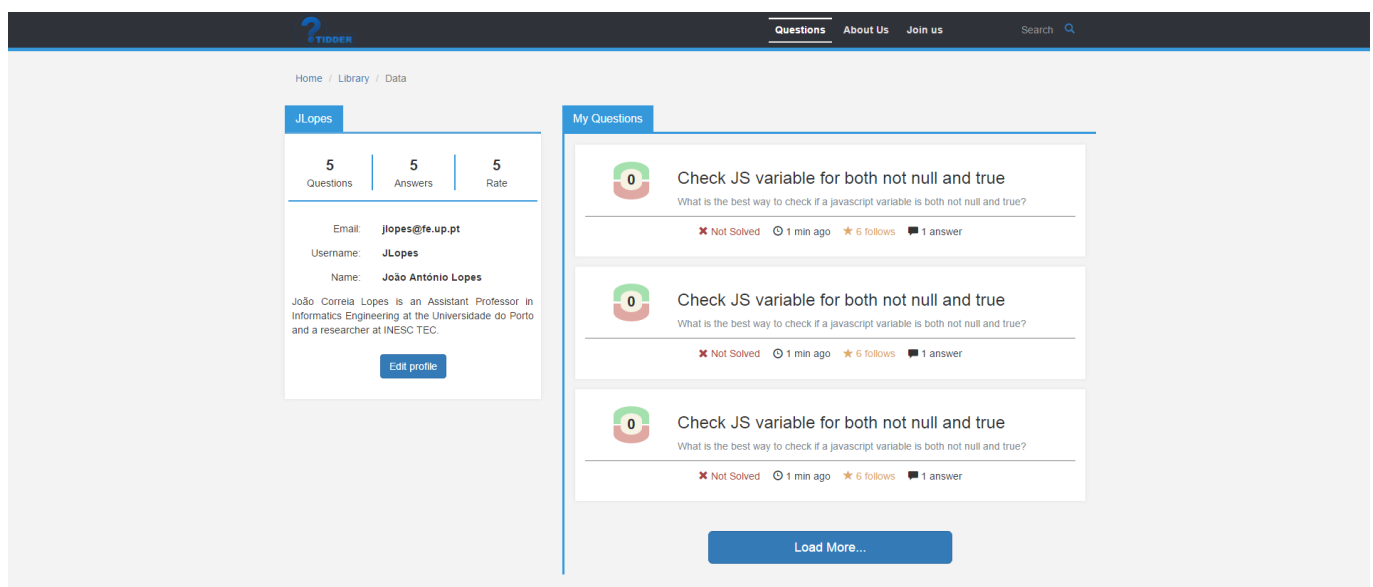 ?TIDDER
Questions About Us Join us Search
Home / Library / Data
JLopes
5 5 5
Questions Answers Rate
Email: jlopes@fe.up.pt
Username: JLopes
Name: João António Lopes
João Correia Lopes is an Assistant Professor in
Informatics Engineering at the Universidade do Porto
and a researcher at INESC TEC.
Edit profile
My Questions
0 Check JS variable for both not null and true
What is the best way to check if a javascript variable is both not null and true?
Not Solved 1 min ago 6 follows 1 answer
0 Check JS variable for both not null and true
What is the best way to check if a javascript variable is both not null and true?
Not Solved 1 min ago 6 follows 1 answer
0 Check JS variable for both not null and true
What is the best way to check if a javascript variable is both not null and true?
Not Solved 1 min ago 6 follows 1 answer
Load More...